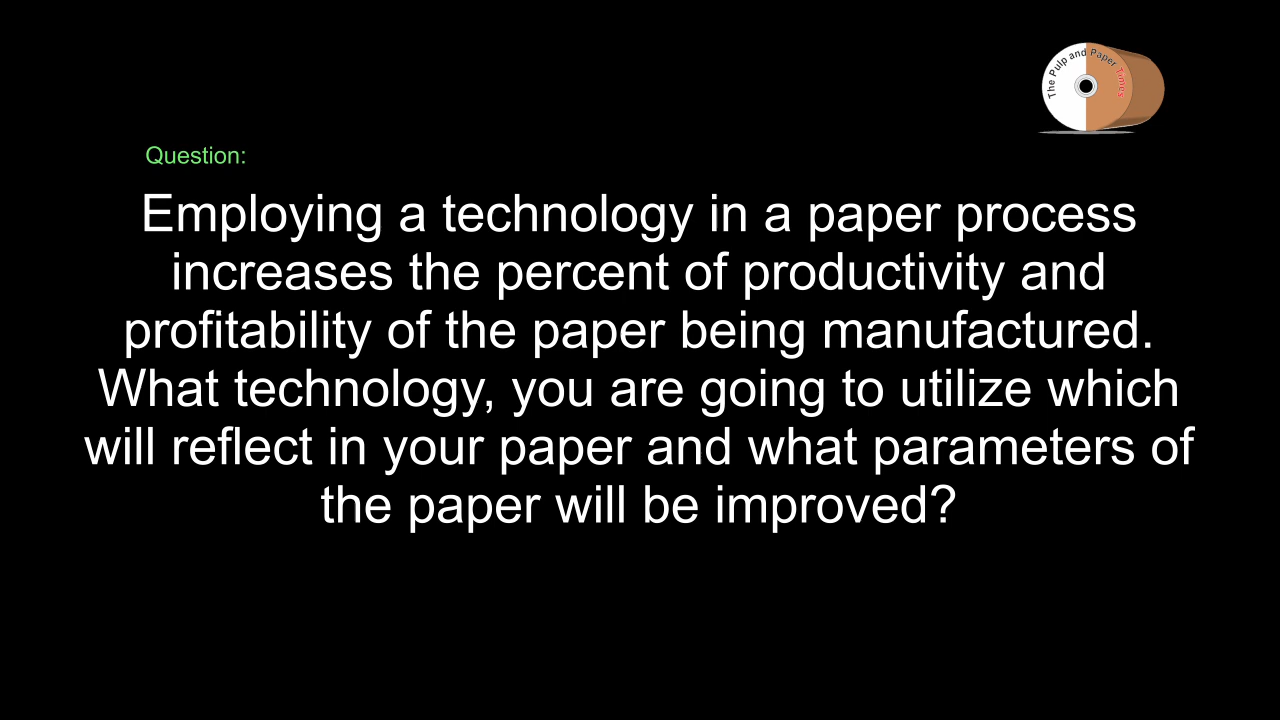 The Pulp and Paper Times
Question:
Employing a technology in a paper process
increases the percent of productivity and
profitability of the paper being manufactured.
What technology, you are going to utilize which
will reflect in your paper and what parameters of
the paper will be improved?